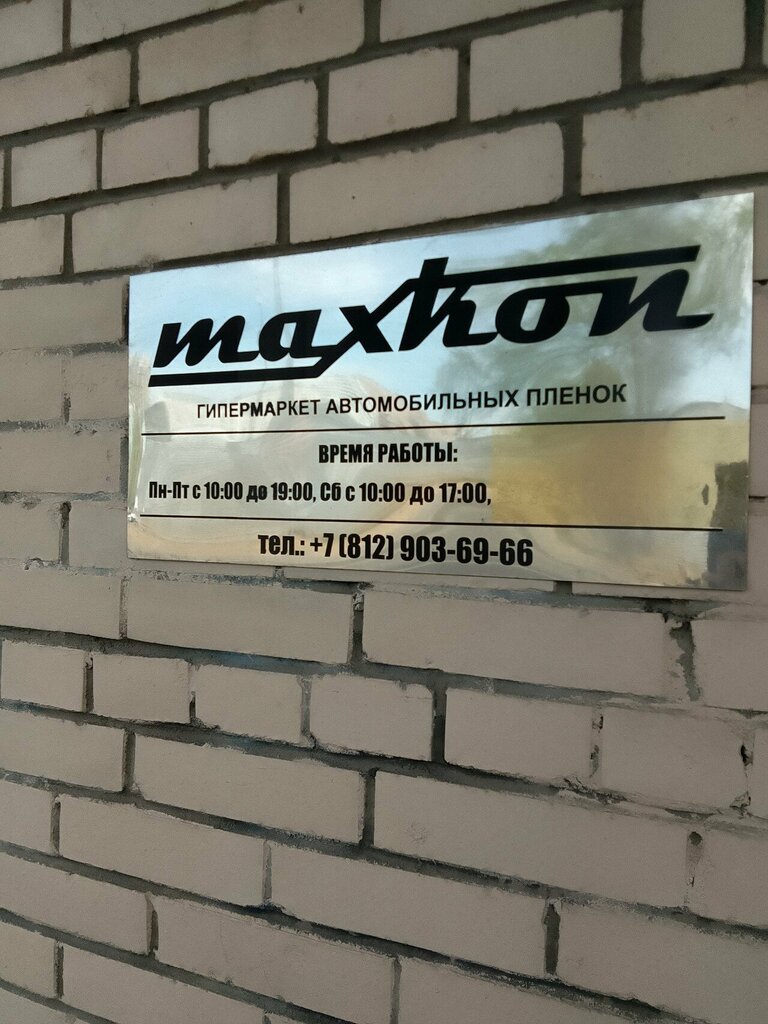 maxkon
ГИПЕРМАРКЕТ АВТОМОБИЛЬНЫХ ПЛЕНОК
ВРЕМЯ РАБОТЫ:
Пн-Пт с 10:00 до 19:00, Сб с 10:00 до 17:00,
тел.: +7 (812) 903-69-66